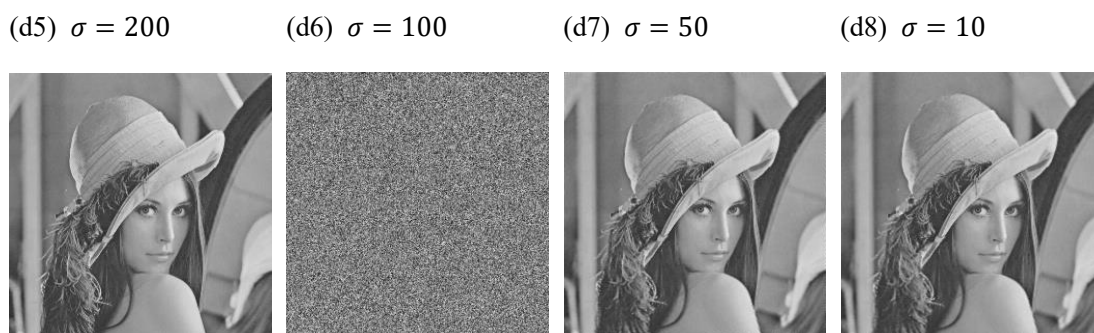 (d5) 𝜎 = 200 (d6) 𝜎 = 100 (d7) 𝜎 = 50 (d8) 𝜎 = 10